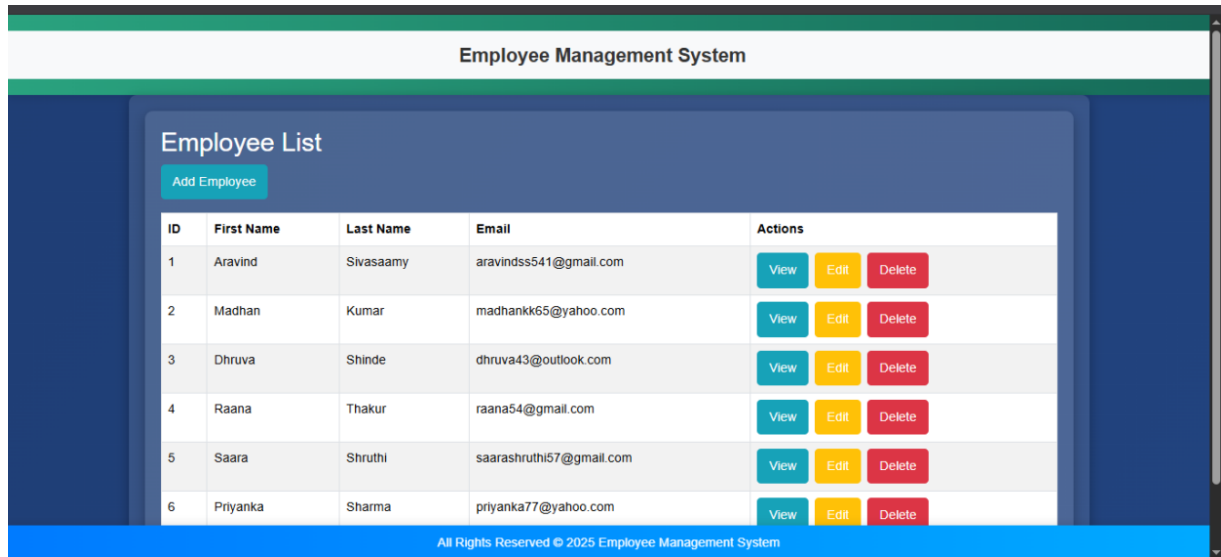 Employee Management System
Employee List
Add Employee
ID First Name Last Name Email Actions
1 Aravind Sivasaamy aravindss541@gmail.com View Edit Delete
2 Madhan Kumar madhankk65@yahoo.com View Edit Delete
3 Dhruva Shinde dhruva43@outlook.com View Edit Delete
4 Raana Thakur raana54@gmail.com View Edit Delete
5 Saara Shruthi saarashruthi57@gmail.com View Edit Delete
6 Priyanka Sharma priyanka77@yahoo.com View Edit Delete
All Rights Reserved © 2025 Employee Management System